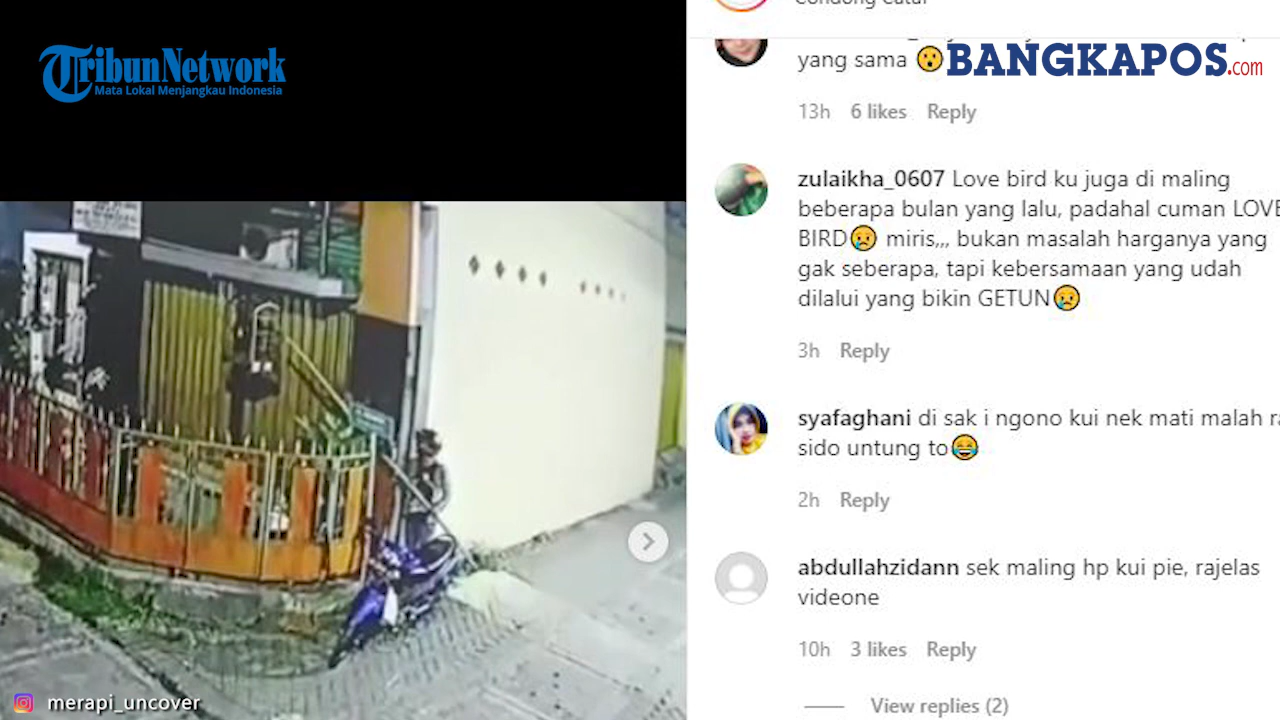 TribunNetwork
Mata Lokal Menjangkau Indonesia
BANGKAPOS.com
yang sama 😮
13h 6 likes Reply
zulaikha_0607 Love bird ku juga di maling
beberapa bulan yang lalu, padahal cuman LOVE
BIRD😢 miris,,, bukan masalah harganya yang
gak seberapa, tapi kebersamaan yang udah
dilalui yang bikin GETUN😢
3h Reply
syafaghani di sak i ngono kui nek mati malah ra
sido untung to😂
2h Reply
abdullahzidann sek maling hp kui pie, rajelas
videone
10h 3 likes Reply
View replies (2)
merapi_uncover